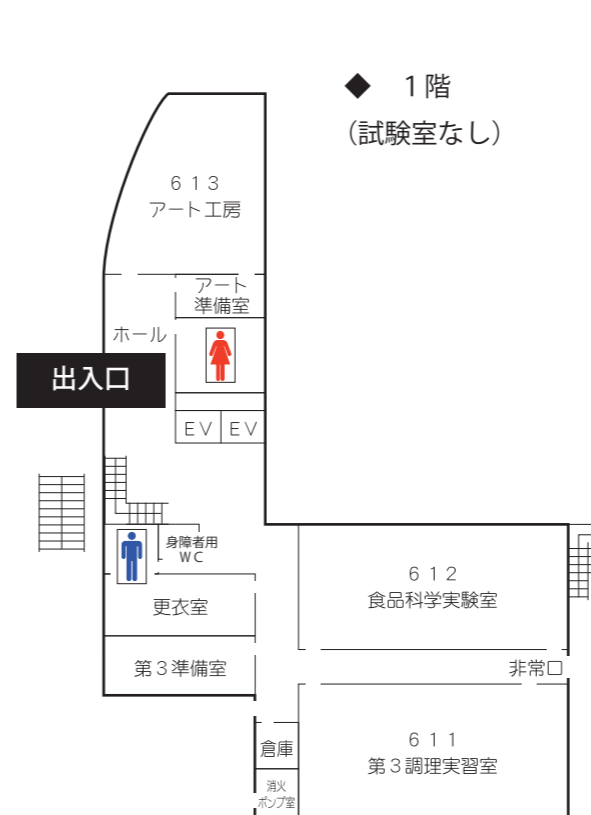 ◆ 1階
（試験室なし）
６１３
アート工房
アート
準備室
ホール
出入口
ＥＶ
ＥＶ
身障者用
ＷＣ
更衣室
６１２
食品科学実験室
第３準備室
非常口
倉庫
６１１
第３調理実習室
消火
ポンプ室